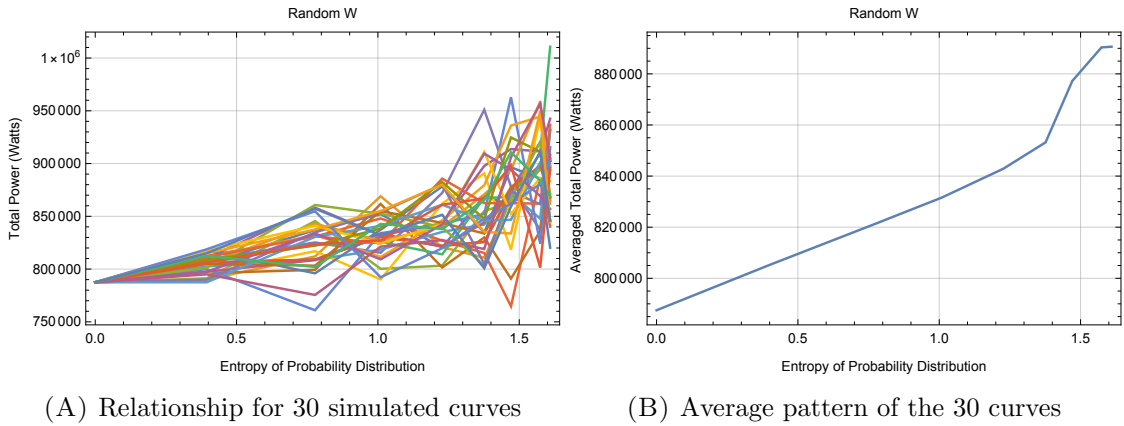 Random W
Total Power (Watts)
1 × 10⁶
950 000
900 000
850 000
800 000
750 000
0.0 0.5 1.0 1.5
Entropy of Probability Distribution
(A) Relationship for 30 simulated curves
Random W
Averaged Total Power (Watts)
880 000
860 000
840 000
820 000
800 000
0.0 0.5 1.0 1.5
Entropy of Probability Distribution
(B) Average pattern of the 30 curves